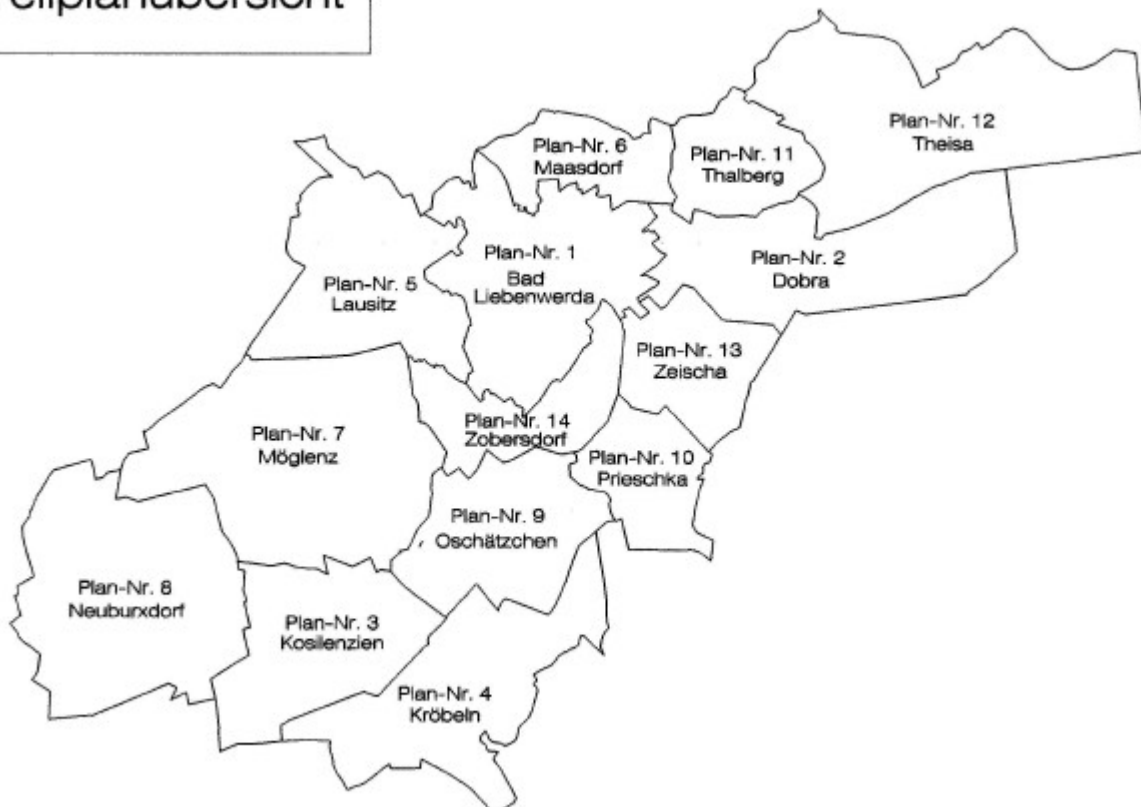 eilplanübersicht
Plan-Nr. 12
Theisa
Plan-Nr. 6
Maasdorf
Plan-Nr. 11
Thalberg
Plan-Nr. 1
Bad
Liebenwerda
Plan-Nr. 2
Dobra
Plan-Nr. 5
Lausitz
Plan-Nr. 13
Zeischa
Plan-Nr. 14
Zobersdorf
Plan-Nr. 7
Möglenz
Plan-Nr. 10
Prieschka
Plan-Nr. 9
Oschätzchen
Plan-Nr. 8
Neuburxdorf
Plan-Nr. 3
Kosilenzien
Plan-Nr. 4
Kröbeln